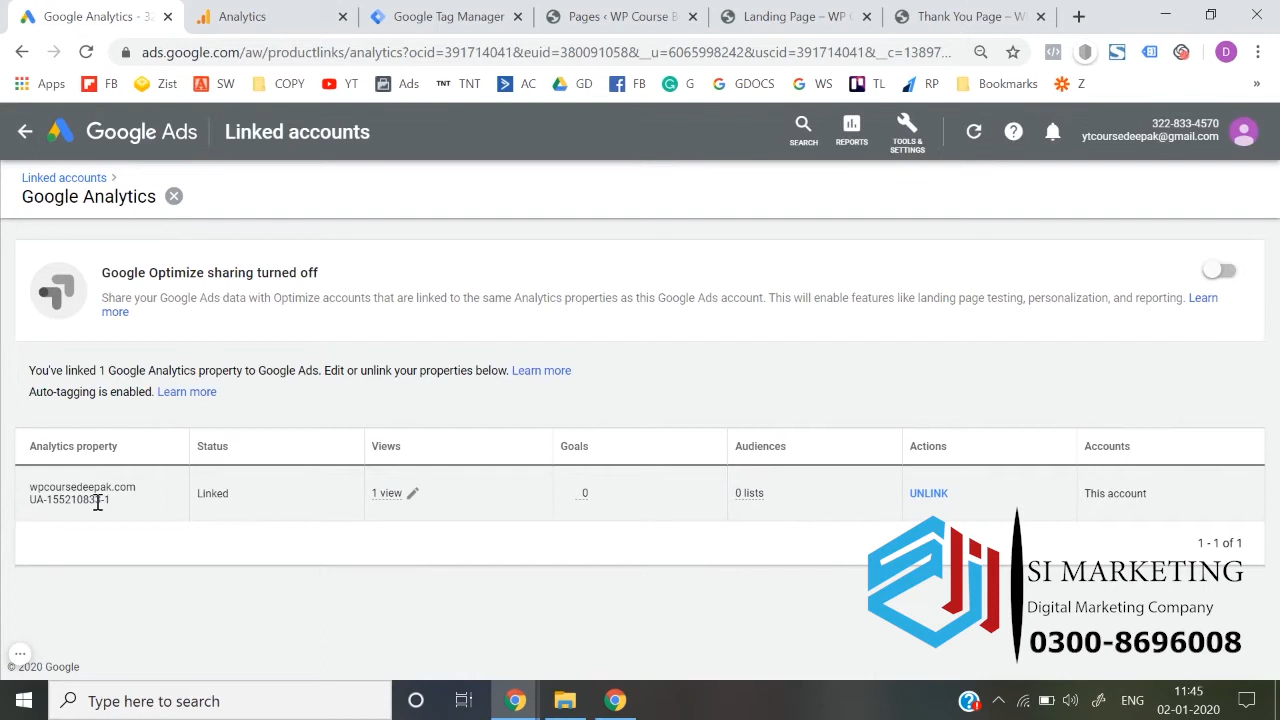 Google Ads - 32
Analytics
Google Tag Manager
Pages ‹ WP Course B
Landing Page – WP C
Thank You Page – W
ads.google.com/aw/productlinks/analytics?ocid=391714041&euid=380091058&__u=6065998242&uscid=391714041&__c=13897...
D
Apps
FB
Zist
SW
COPY
YT
Ads
TNT
TNT
AC
GD
FB
G
GDOCS
WS
TL
RP
Bookmarks
Z
»
Google Ads
Linked accounts
SEARCH
REPORTS
TOOLS & SETTINGS
322-833-4570
ytcoursedeepak@gmail.com
Linked accounts >
Google Analytics
Google Optimize sharing turned off
Share your Google Ads data with Optimize accounts that are linked to the same Analytics properties as this Google Ads account. This will enable features like landing page testing, personalization, and reporting. Learn
more
You've linked 1 Google Analytics property to Google Ads. Edit or unlink your properties below. Learn more
Auto-tagging is enabled. Learn more
Analytics property
Status
Views
Goals
Audiences
Actions
Accounts
wpcoursedeepak.com
Linked
1 view
0
0 lists
UNLINK
This account
1 - 1 of 1
SI MARKETING
Digital Marketing Company
0300-8696008
© 2020 Google
Type here to search
ENG
11:45
02-01-2020